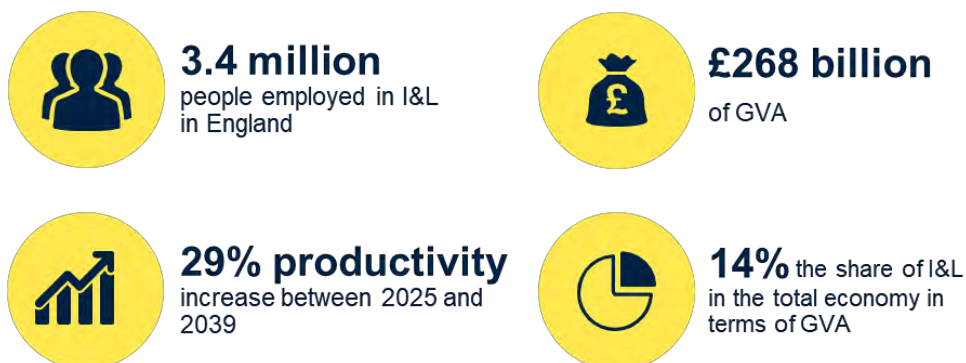 3.4 million
people employed in I&L
in England
£268 billion
of GVA
£
29% productivity
increase between 2025 and
2039
14% the share of I&L
in the total economy in
terms of GVA